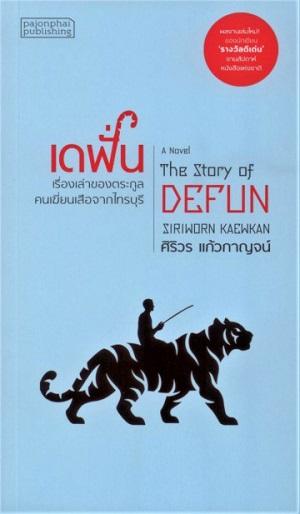 pajonphai
publishing
ผลงานเล่มใหม่!
ของนักเขียน
'รางวัลดีเด่น'
งานสัปดาห์
หนังสือแห่งชาติ
เดฟั่น
เรื่องเล่าของตระกูล
คนเฆี่ยนเสือจากไทรบุรี
A Novel
The Story of
DEFUN
SIRIWORN KAEWKAN
ศิริวร แก้วกาญจน์